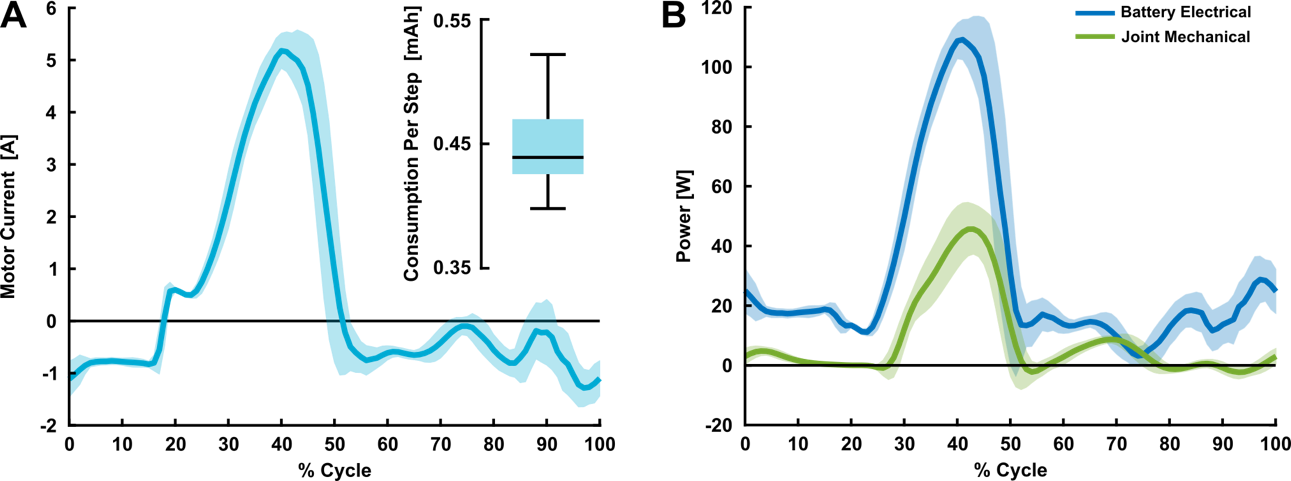 A
6
5
4
3
2
1
0
-1
-2
Motor Current [A]
0 10 20 30 40 50 60 70 80 90 100
% Cycle
0.55
0.45
0.35
Consumption Per Step [mAh]
B
120
100
80
60
40
20
0
-20
Power [W]
0 10 20 30 40 50 60 70 80 90 100
% Cycle
Battery Electrical
Joint Mechanical